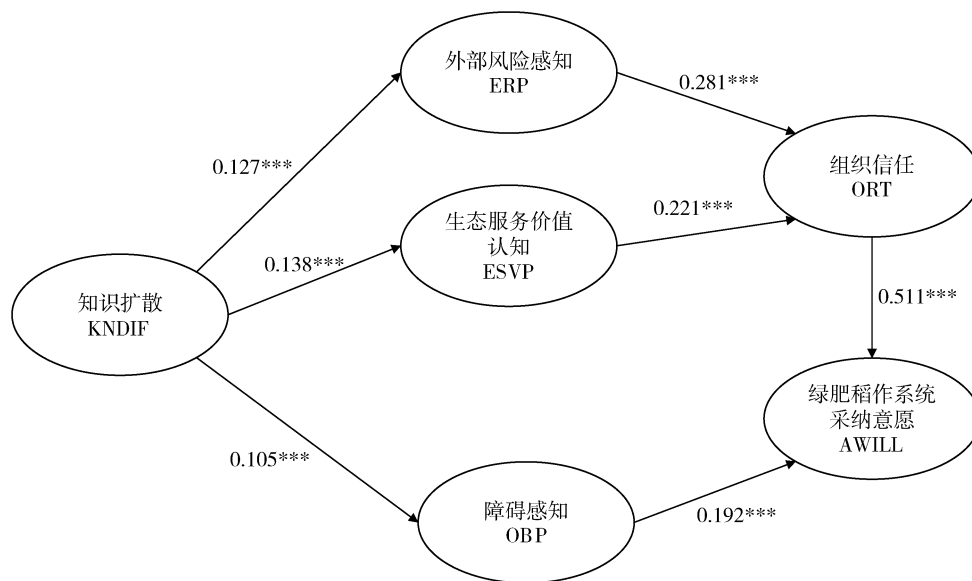 外部风险感知
ERP
0.281***
组织信任
ORT
0.127***
生态服务价值
认知
ESVP
0.221***
0.138***
知识扩散
KNDIF
0.511***
绿肥稻作系统
采纳意愿
AWILL
0.105***
障碍感知
OBP
0.192***